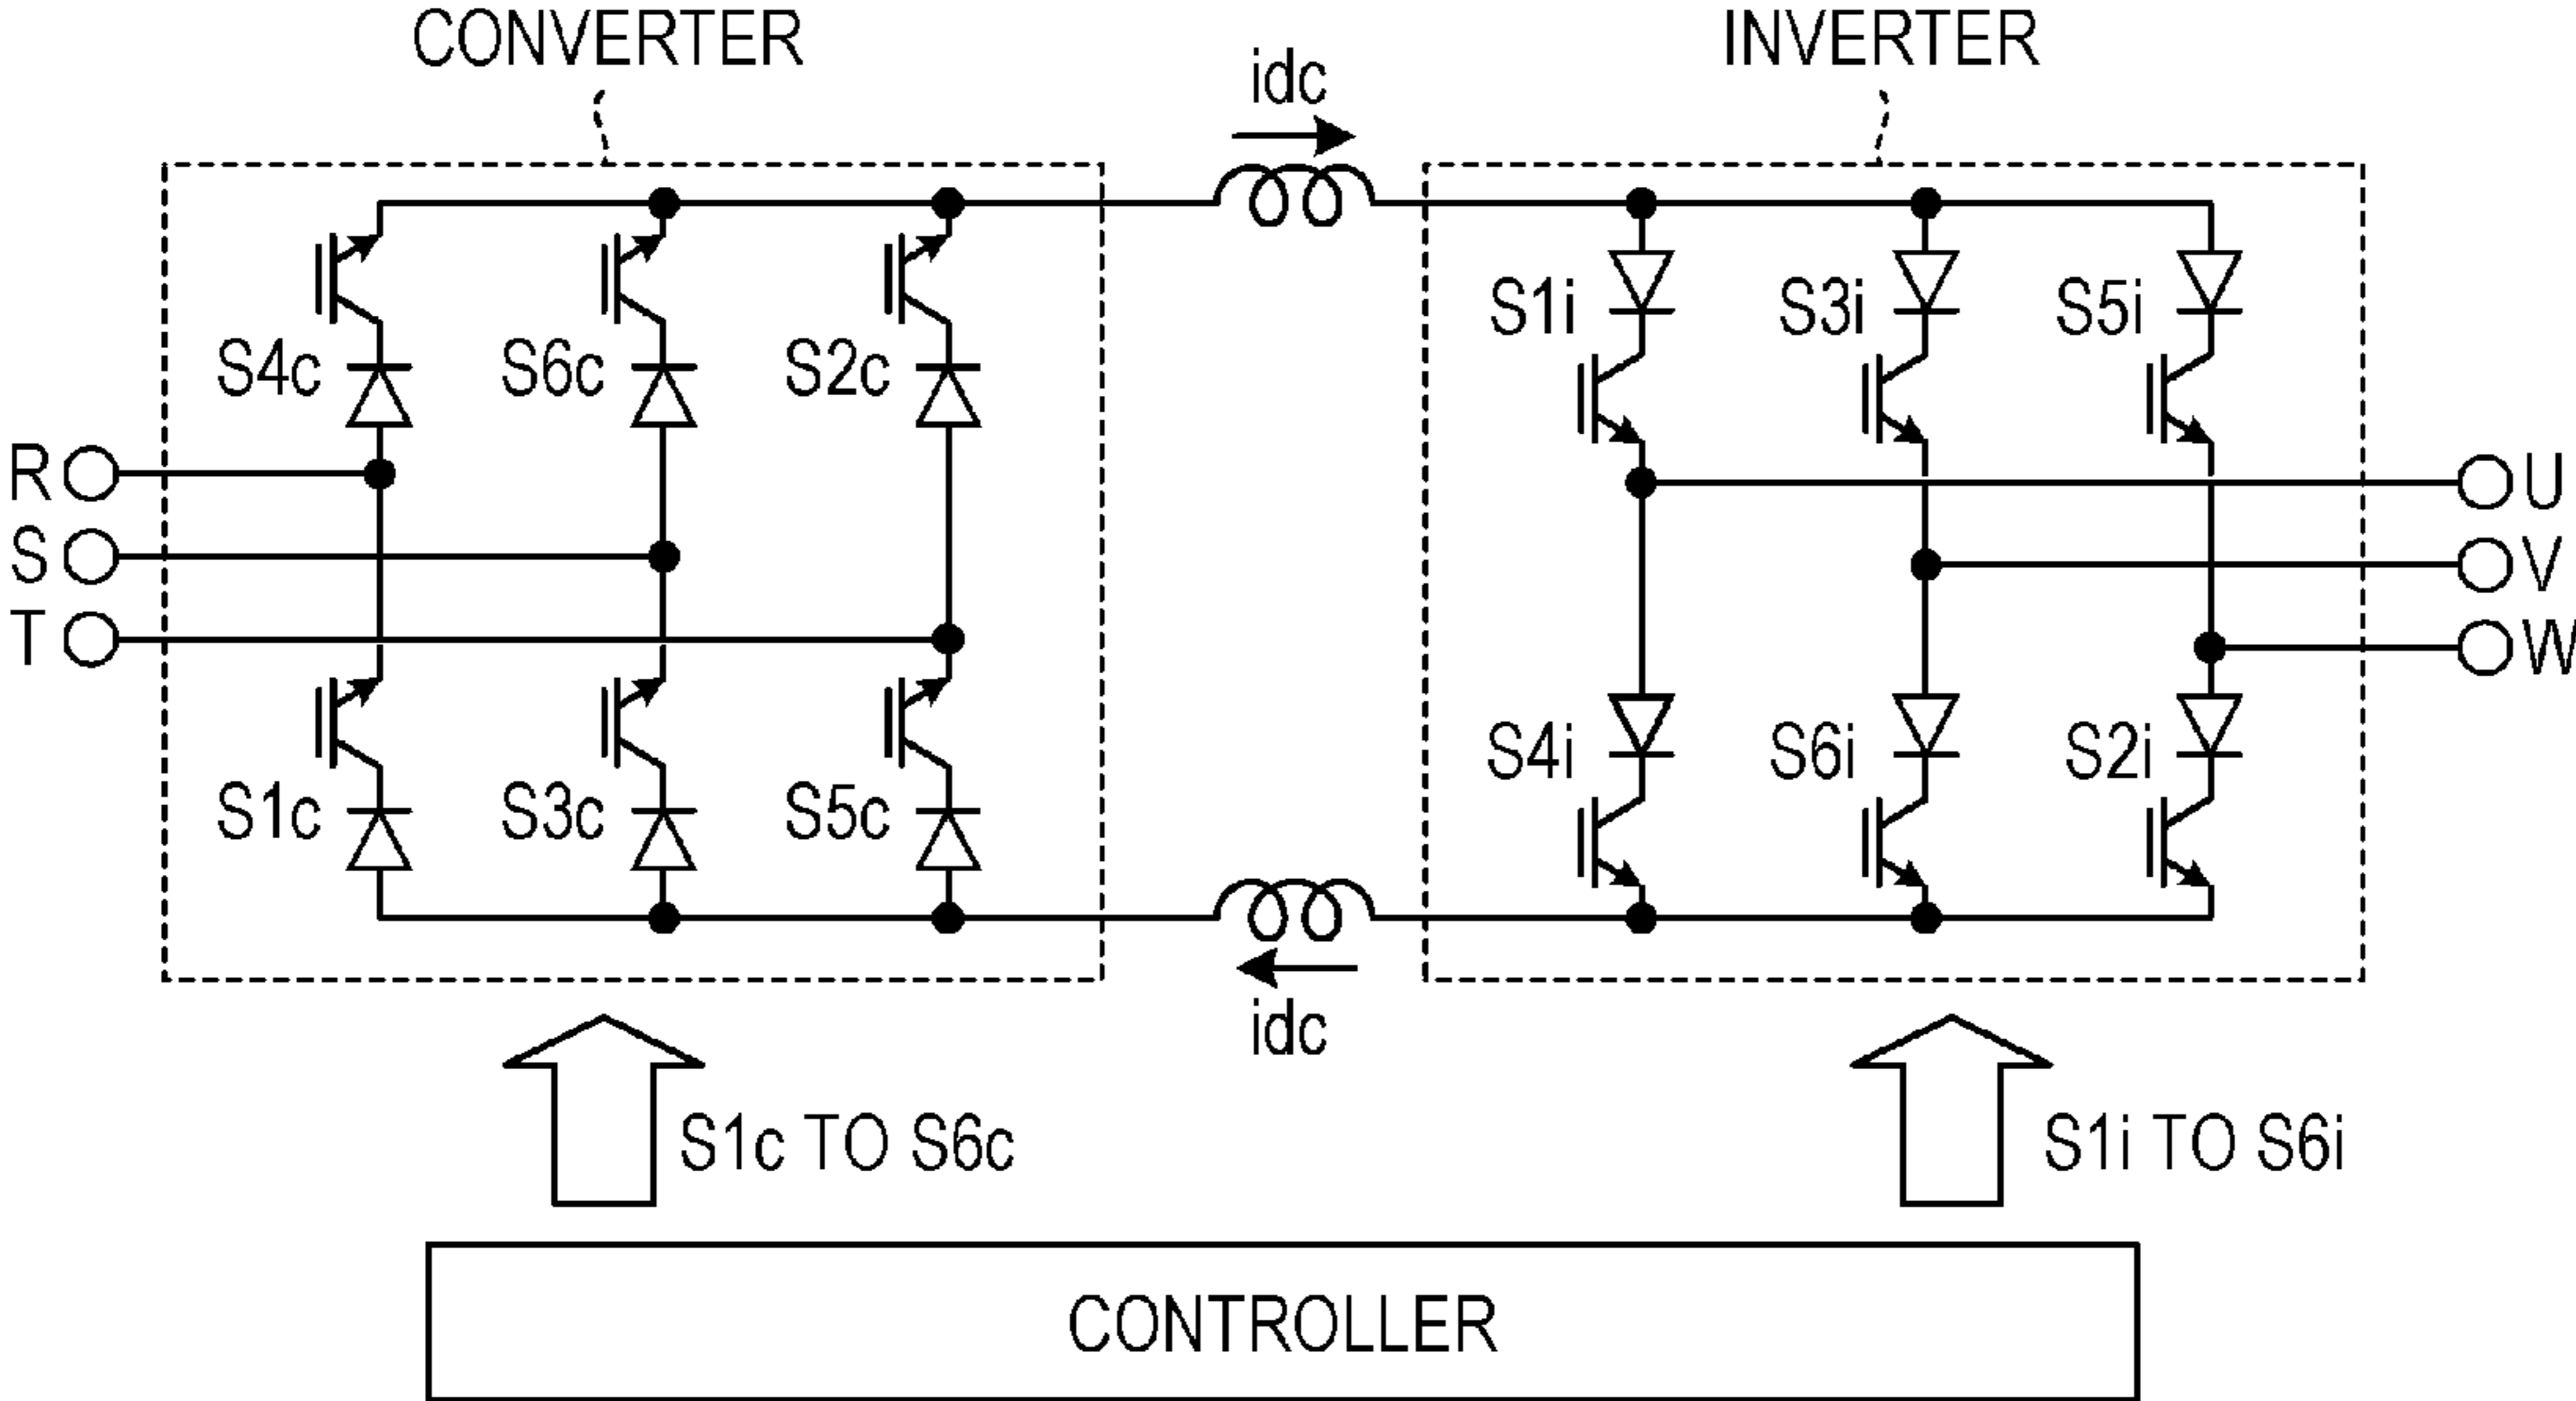 CONVERTER
INVERTER
idc
S1i
S3i
S5i
S4c
S6c
S2c
R
S
T
U
V
W
S4i
S6i
S2i
S1c
S3c
S5c
idc
S1c TO S6c
S1i TO S6i
CONTROLLER